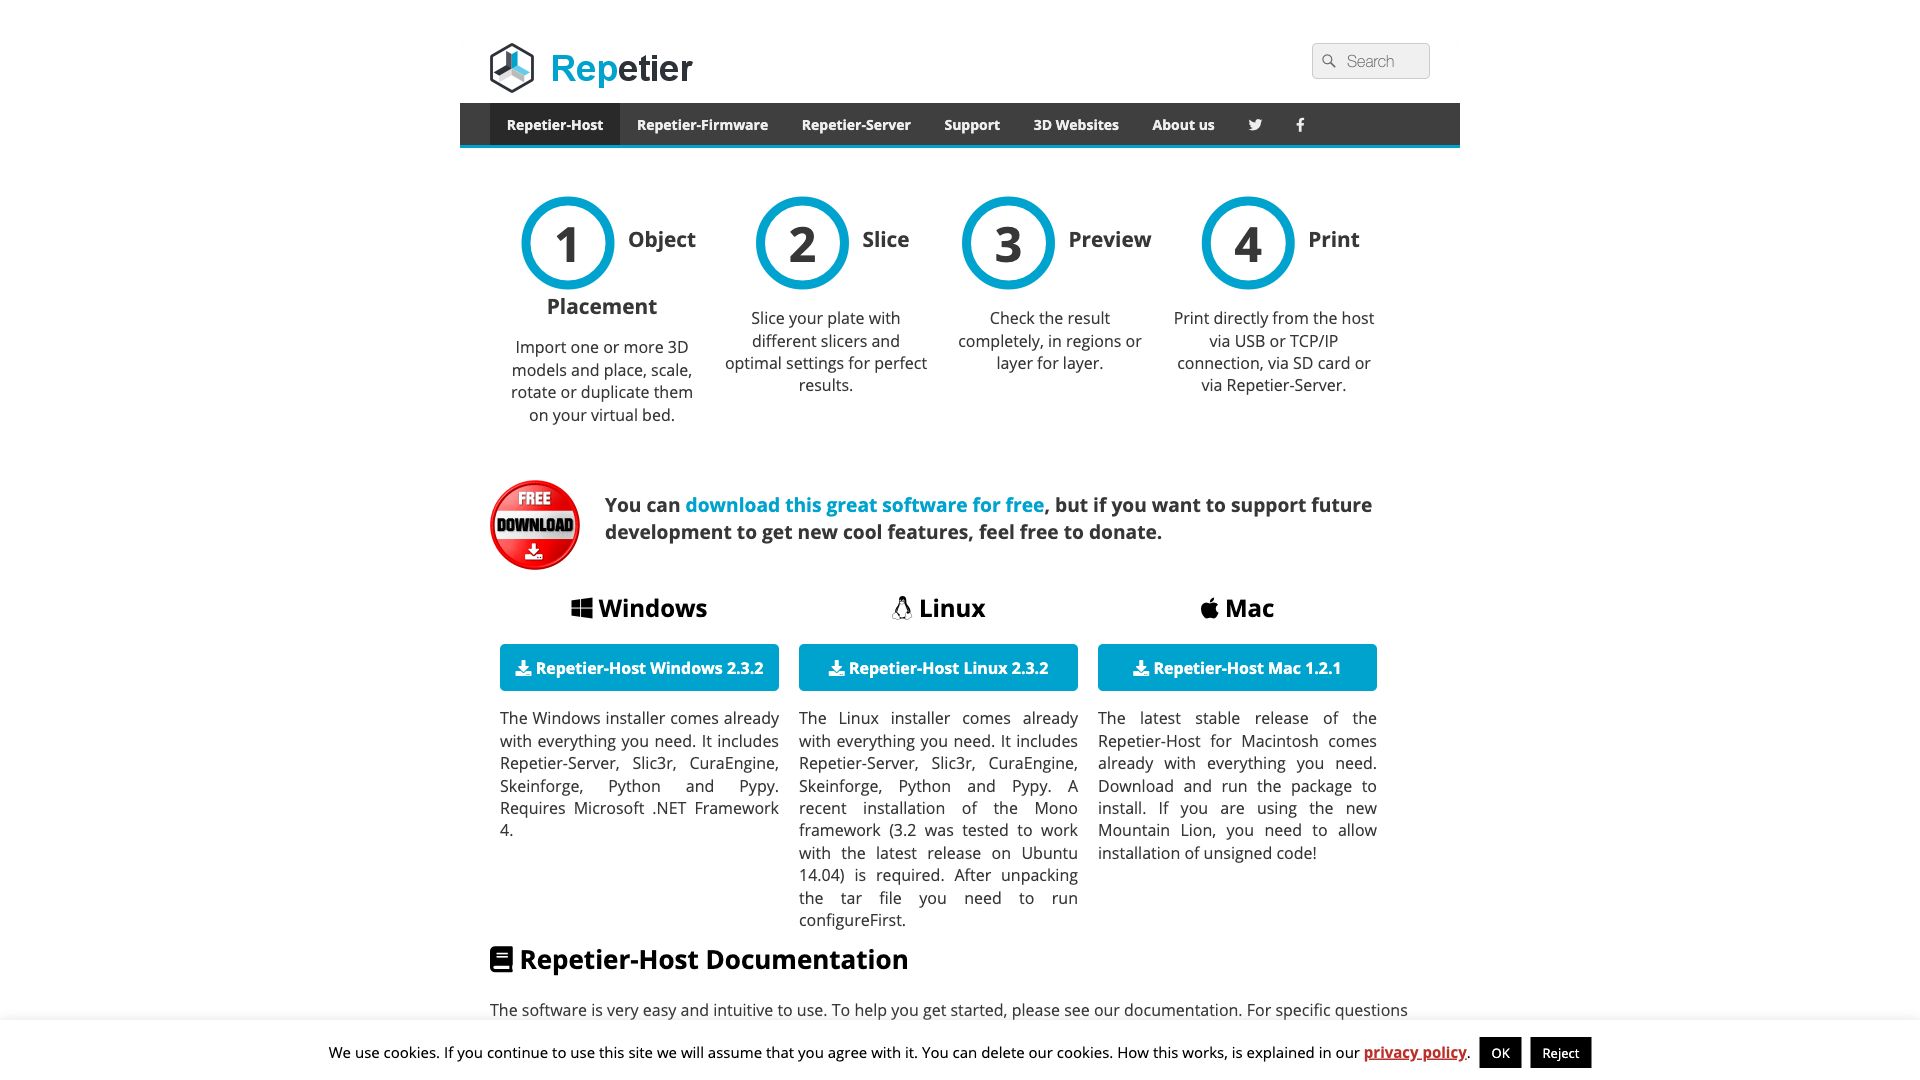 Repetier
Search
Repetier-Host Repetier-Firmware Repetier-Server Support 3D Websites About us
1 Object
Placement
Import one or more 3D
models and place, scale,
rotate or duplicate them
on your virtual bed.
2 Slice
Slice your plate with
different slicers and
optimal settings for perfect
results.
3 Preview
Check the result
completely, in regions or
layer for layer.
4 Print
Print directly from the host
via USB or TCP/IP
connection, via SD card or
via Repetier-Server.
FREE
DOWNLOAD
You can download this great software for free, but if you want to support future
development to get new cool features, feel free to donate.
Windows
Repetier-Host Windows 2.3.2
The Windows installer comes already
with everything you need. It includes
Repetier-Server, Slic3r, CuraEngine,
Skeinforge, Python and Pypy.
Requires Microsoft .NET Framework
4.
Linux
Repetier-Host Linux 2.3.2
The Linux installer comes already
with everything you need. It includes
Repetier-Server, Slic3r, CuraEngine,
Skeinforge, Python and Pypy. A
recent installation of the Mono
framework (3.2 was tested to work
with the latest release on Ubuntu
14.04) is required. After unpacking
the tar file you need to run
configureFirst.
Mac
Repetier-Host Mac 1.2.1
The latest stable release of the
Repetier-Host for Macintosh comes
already with everything you need.
Download and run the package to
install. If you are using the new
Mountain Lion, you need to allow
installation of unsigned code!
Repetier-Host Documentation
The software is very easy and intuitive to use. To help you get started, please see our documentation. For specific questions
We use cookies. If you continue to use this site we will assume that you agree with it. You can delete our cookies. How this works, is explained in our privacy policy. OK Reject